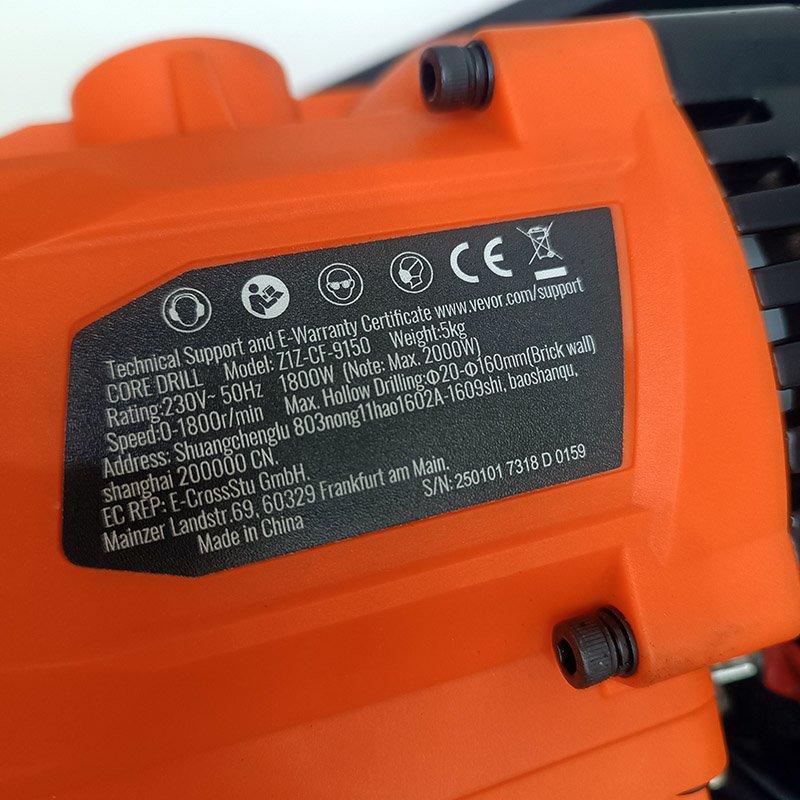 CE
Technical Support and E-Warranty Certificate www.vevor.com/support
CORE DRILL Model: Z1Z-CF-9150 Weight:5kg
Rating:230V~ 50Hz 1800W (Note: Max. 2000W)
Speed:0-1800r/min Max. Hollow Drilling:Φ20-Φ160mm(Brick wall)
Address: Shuangchenglu 803nong11hao1602A-1609shi, baoshanqu,
shanghai 200000 CN.
EC REP: E-CrossStu GmbH.
Mainzer Landstr.69, 60329 Frankfurt am Main.
Made in China
S/N: 250101 7318 D 0159